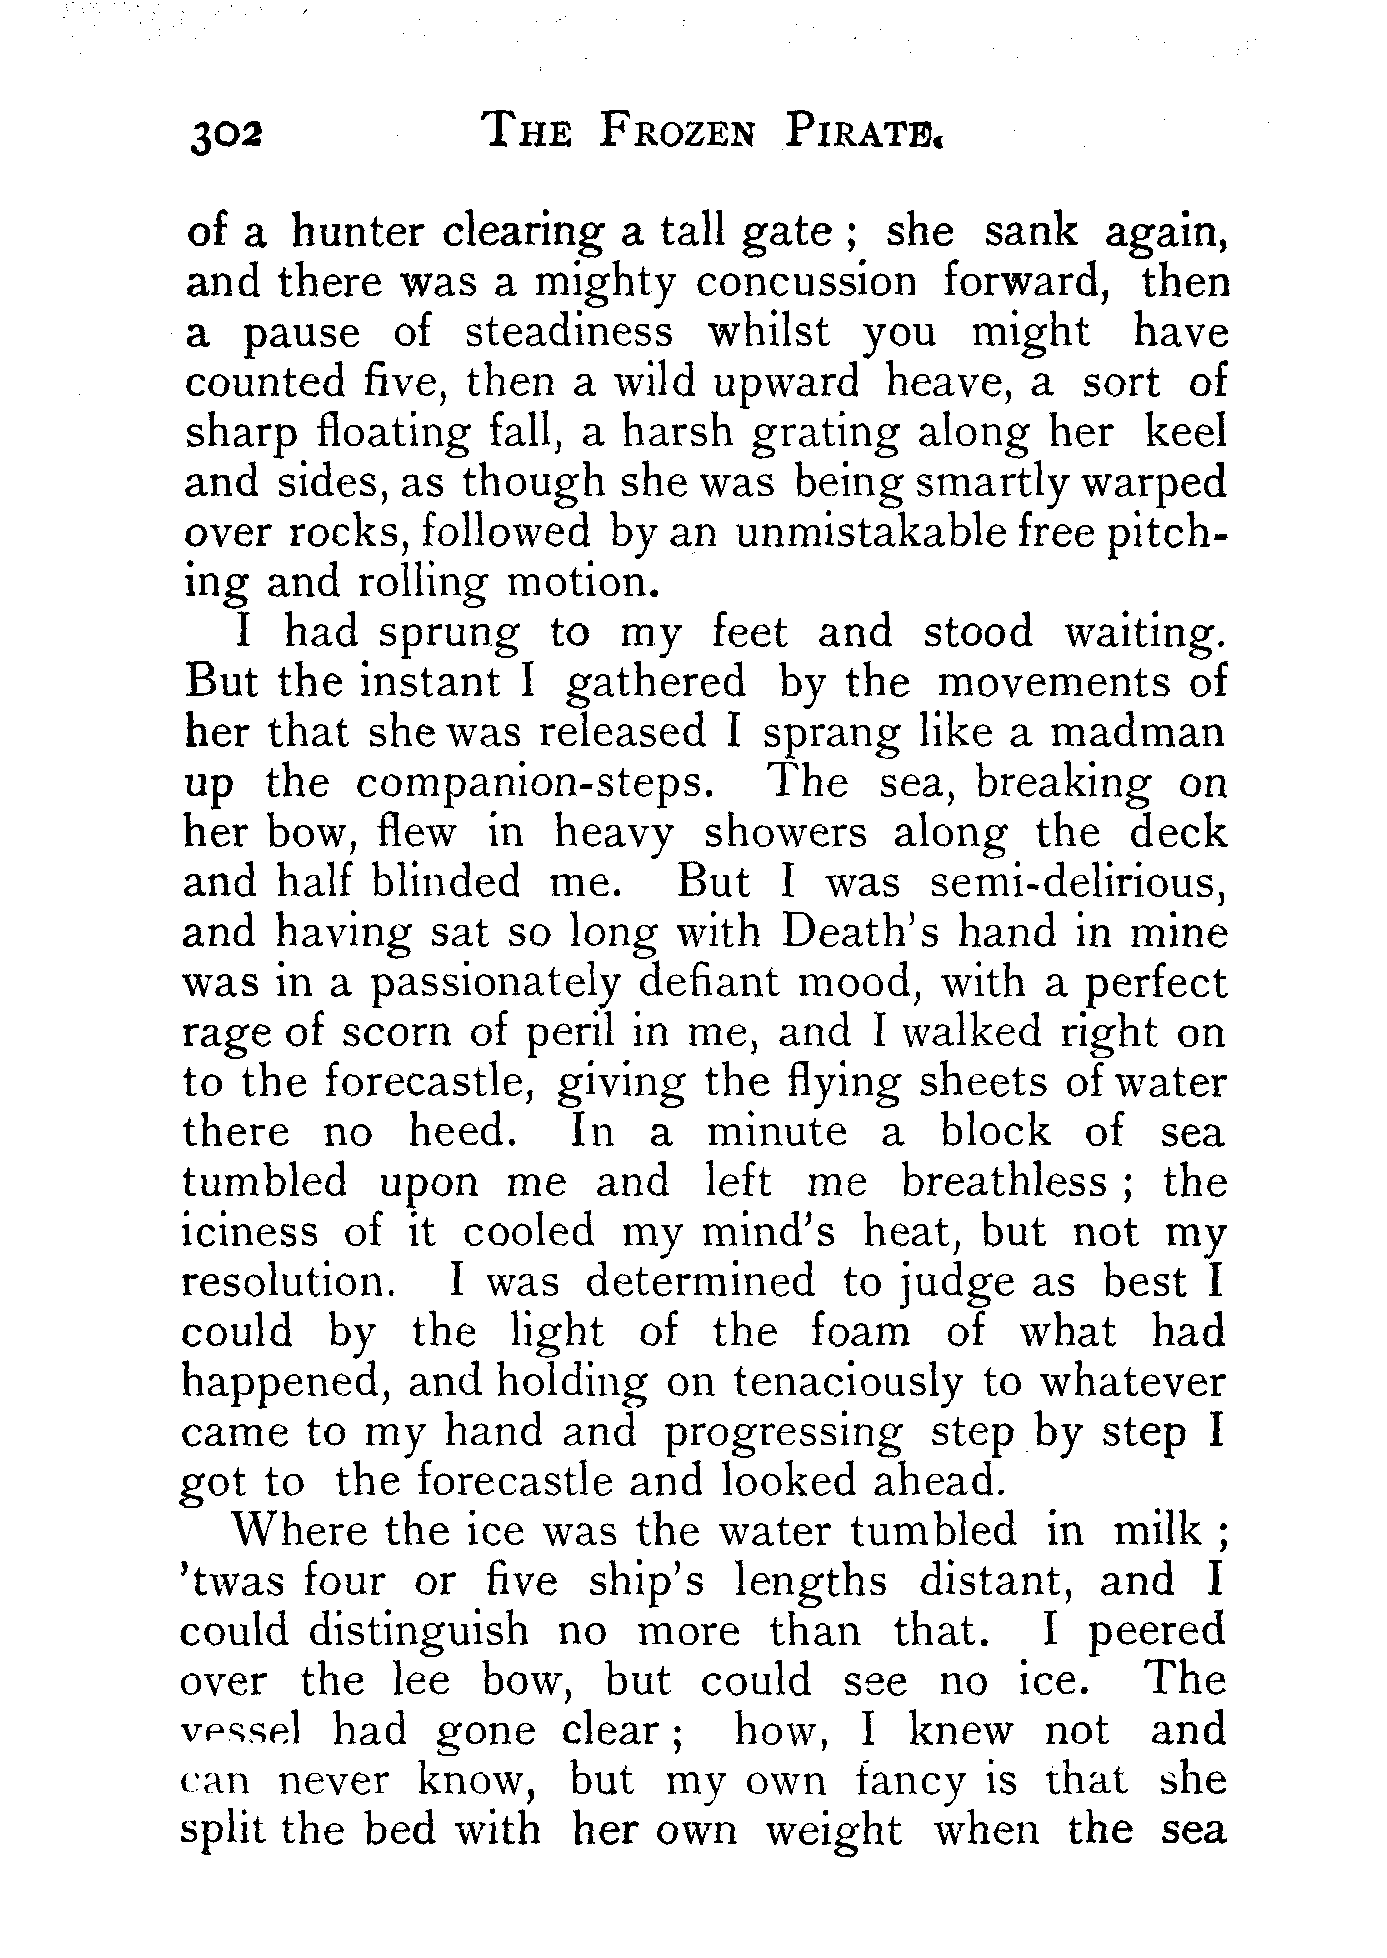 302 THE FROZEN PIRATE.
of a hunter clearing a tall gate ; she sank again,
and there was a mighty concussion forward, then
a pause of steadiness whilst you might have
counted five, then a wild upward heave, a sort of
sharp floating fall, a harsh grating along her keel
and sides, as though she was being smartly warped
over rocks, followed by an unmistakable free pitch-
ing and rolling motion.
I had sprung to my feet and stood waiting.
But the instant I gathered by the movements of
her that she was released I sprang like a madman
up the companion-steps. The sea, breaking on
her bow, flew in heavy showers along the deck
and half blinded me. But I was semi-delirious,
and having sat so long with Death's hand in mine
was in a passionately defiant mood, with a perfect
rage of scorn of peril in me, and I walked right on
to the forecastle, giving the flying sheets of water
there no heed. In a minute a block of sea
tumbled upon me and left me breathless ; the
iciness of it cooled my mind's heat, but not my
resolution. I was determined to judge as best I
could by the light of the foam of what had
happened, and holding on tenaciously to whatever
came to my hand and progressing step by step I
got to the forecastle and looked ahead.
Where the ice was the water tumbled in milk ;
'twas four or five ship's lengths distant, and I
could distinguish no more than that. I peered
over the lee bow, but could see no ice. The
vessel had gone clear ; how, I knew not and
can never know, but my own fancy is that she
split the bed with her own weight when the sea